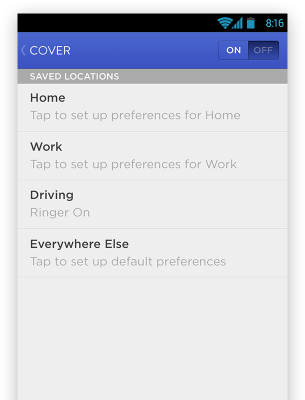 8:16
COVER
ON OFF
SAVED LOCATIONS
Home
Tap to set up preferences for Home
Work
Tap to set up preferences for Work
Driving
Ringer On
Everywhere Else
Tap to set up default preferences